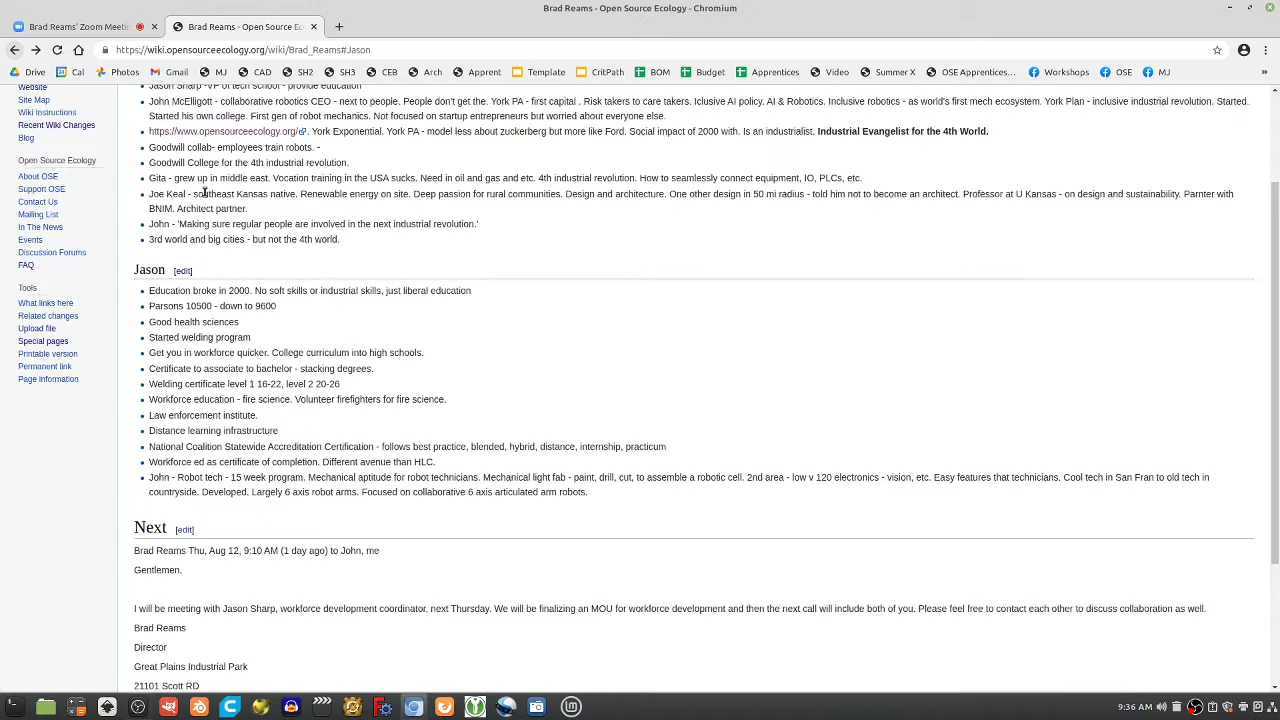 Brad Reams - Open Source Ecology - Chromium
Brad Reams' Zoom Meeti
Brad Reams - Open Source Ec
https://wiki.opensourceecology.org/wiki/Brad_Reams#Jason
Drive
Cal
Photos
Gmail
MJ
CAD
SH2
SH3
CEB
Arch
Apprent
Template
CritPath
BOM
Budget
Apprentices
Video
Summer X
OSE Apprentices...
Workshops
OSE
MJ
»
Website
Site Map
Wiki Instructions
Recent Wiki Changes
Blog
Open Source Ecology
About OSE
Support OSE
Contact Us
Mailing List
In The News
Events
Discussion Forums
FAQ
Tools
What links here
Related changes
Upload file
Special pages
Printable version
Permanent link
Page information
Jason Sharp -VP of tech school - provide education
John McElligott - collaborative robotics CEO - next to people. People don't get the. York PA - first capital . Risk takers to care takers. Iclusive AI pavicy. AI & Robotics. Inclusive robotics - as world's first mech ecosystem. York Plan - inclusive industrial revolution. Started.
Started his own college. First gen of robot mechanics. Not focused on startup entrepreneurs but worried about everyone else.
https://www.opensourceecology.org/. York Exponential. York PA - model less about zuckerberg but more like Ford. Social impact of 2000 with. Is an industrialist. Industrial Evangelist for the 4th World.
Goodwill collab- employees train robots. -
Goodwill College for the 4th industrial revolution.
Gita - grew up in middle east. Vocation training in the USA sucks. Need in oil and gas and etc. 4th industrial revolution. How to seamlessly connect equipment, IO, PLCs, etc.
Joe Keal - southeast Kansas native. Renewable energy on site. Deep passion for rural communities. Design and architecture. One other design in 50 mi radius - told him not to become an architect. Professor at U Kansas - on design and sustainability. Parnter with
BNIM. Architect partner.
John - 'Making sure regular people are involved in the next industrial revolution.'
3rd world and big cities - but not the 4th world.
Jason [edit]
Education broke in 2000. No soft skills or industrial skills, just liberal education
Parsons 10500 - down to 9600
Good health sciences
Started welding program
Get you in workforce quicker. College curriculum into high schools.
Certificate to associate to bachelor - stacking degrees.
Welding certificate level 1 16-22, level 2 20-26
Workforce education - fire science. Volunteer firefighters for fire science.
Law enforcement institute.
Distance learning infrastructure
National Coalition Statewide Accreditation Certification - follows best practice, blended, hybrid, distance, internship, practicum
Workforce ed as certificate of completion. Different avenue than HLC.
John - Robot tech - 15 week program. Mechanical aptitude for robot technicians. Mechanical light fab - paint, drill, cut, to assemble a robotic cell. 2nd area - low v 120 electronics - vision, etc. Easy features that technicians. Cool tech in San Fran to old tech in
countryside. Developed. Largely 6 axis robot arms. Focused on collaborative 6 axis articulated arm robots.
Next [edit]
Brad Reams Thu, Aug 12, 9:10 AM (1 day ago) to John, me
Gentlemen,
I will be meeting with Jason Sharp, workforce development coordinator, next Thursday. We will be finalizing an MOU for workforce development and then the next call will include both of you. Please feel free to contact each other to discuss collaboration as well.
Brad Reams
Director
Great Plains Industrial Park
21101 Scott RD
9:36 AM